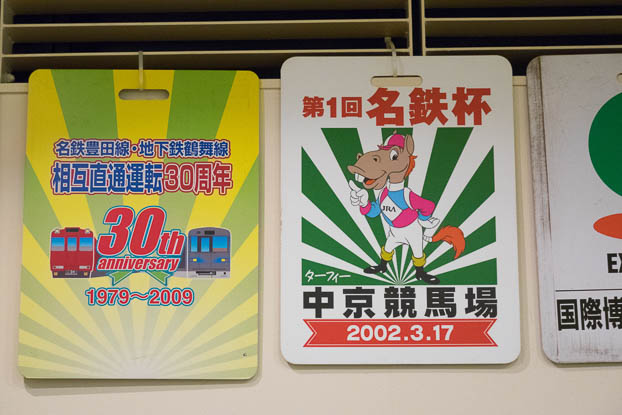 名鉄豊田線・地下鉄鶴舞線
相互直通運転30周年
30th
anniversary
1979～2009
第1回名鉄杯
JRA
ターフィー
中京競馬場
2002.3.17
EX
国際博